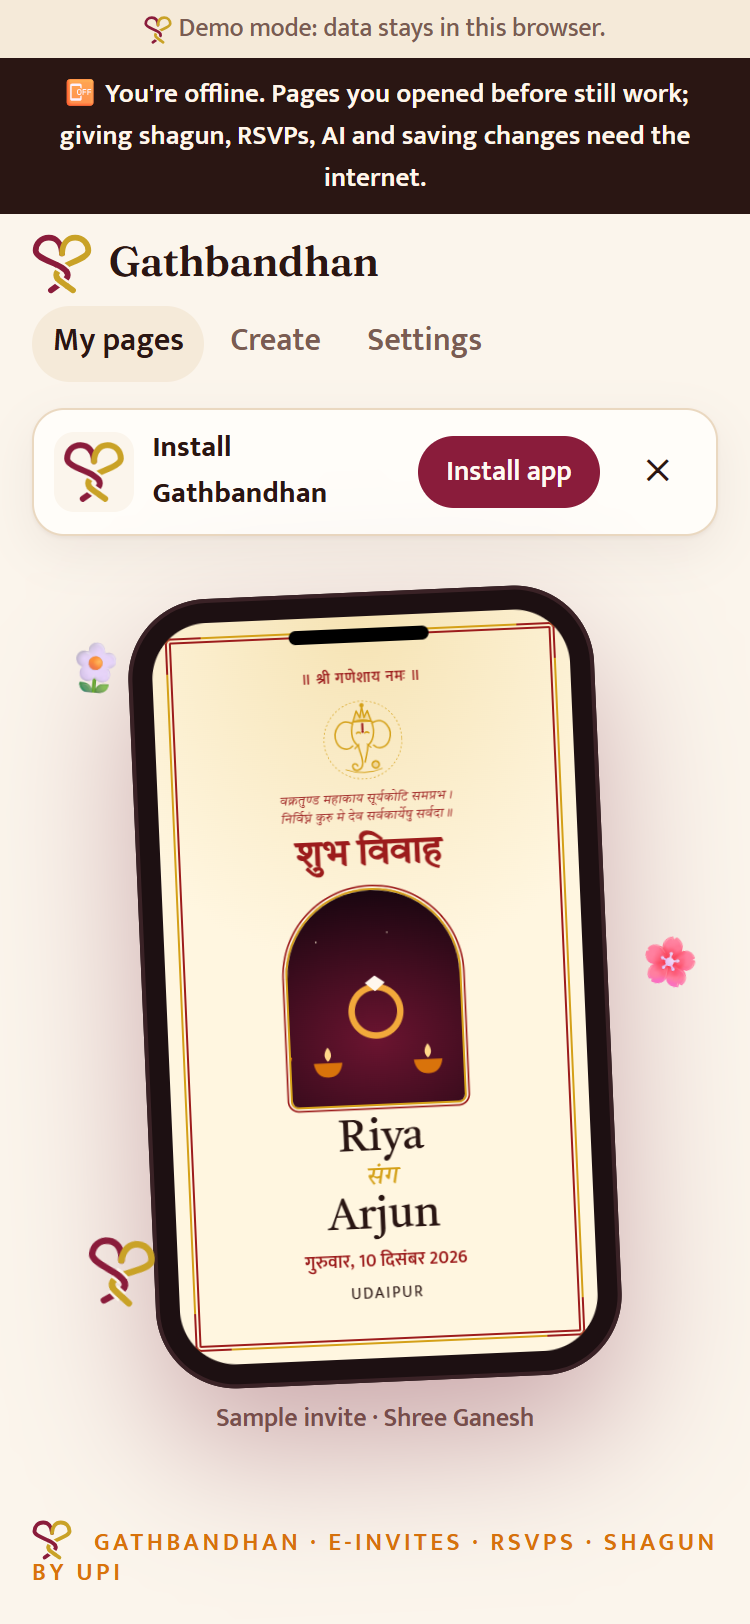 Demo mode: data stays in this browser.
You're offline. Pages you opened before still work;
giving shagun, RSVPs, AI and saving changes need the
internet.
Gathbandhan
My pages Create Settings
Install
Gathbandhan
Install app
॥ श्री गणेशाय नमः ॥
वक्रतुण्ड महाकाय सूर्यकोटि समप्रभ।
निर्विघ्नं कुरु मे देव सर्वकार्येषु सर्वदा॥
शुभ विवाह
Riya
संग
Arjun
गुरुवार, 10 दिसंबर 2026
UDAIPUR
Sample invite · Shree Ganesh
GATHBANDHAN · E-INVITES · RSVPS · SHAGUN
BY UPI